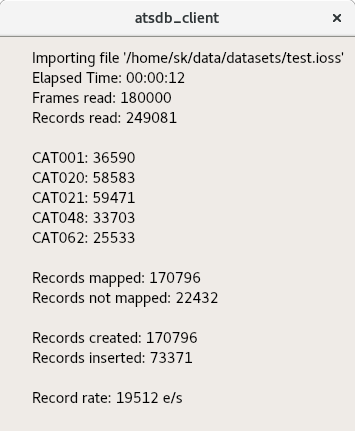 atsdb_client
Importing file '/home/sk/data/datasets/test.ioss'
Elapsed Time: 00:00:12
Frames read: 180000
Records read: 249081
CAT001: 36590
CAT020: 58583
CAT021: 59471
CAT048: 33703
CAT062: 25533
Records mapped: 170796
Records not mapped: 22432
Records created: 170796
Records inserted: 73371
Record rate: 19512 e/s